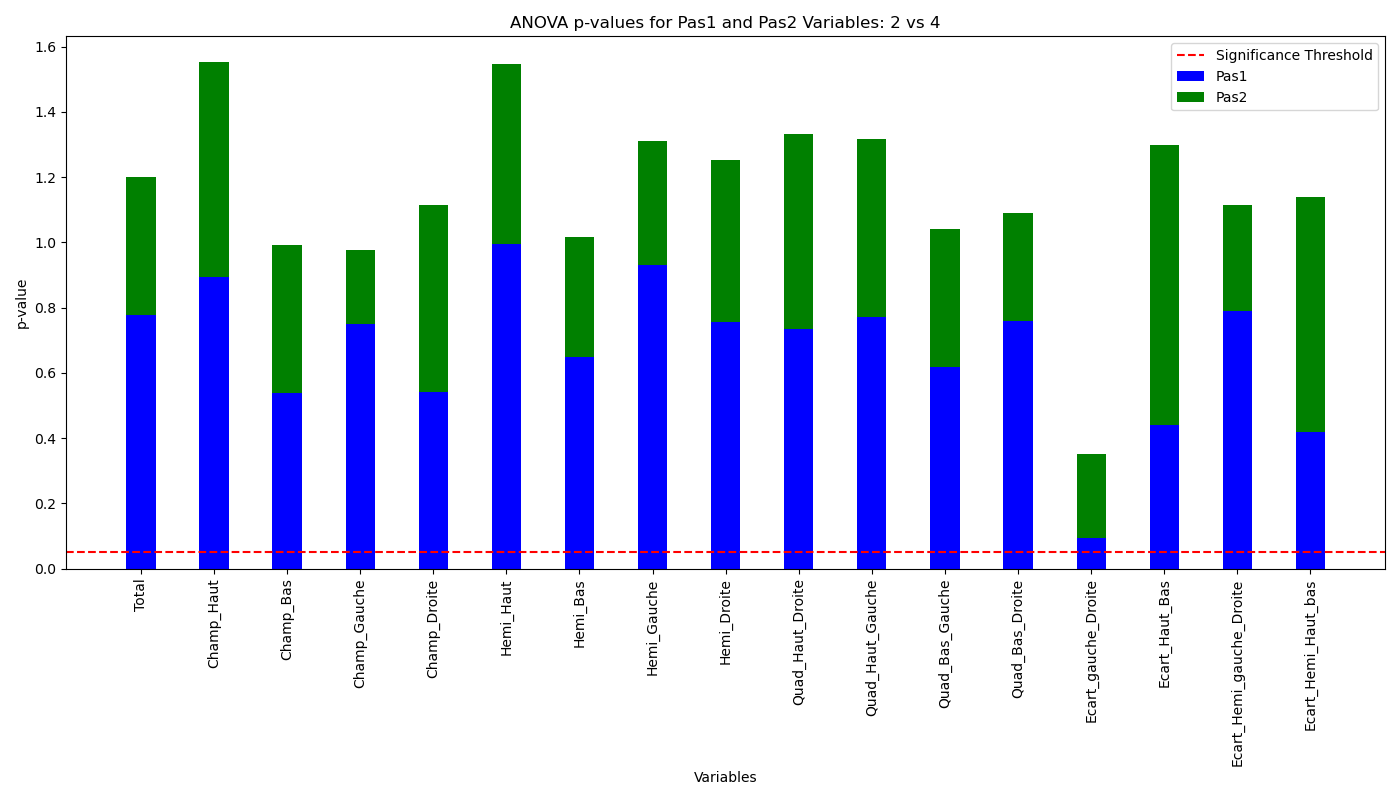 ANOVA p-values for Pas1 and Pas2 Variables: 2 vs 4
Significance Threshold
Pas1
Pas2
p-value
1.6
1.4
1.2
1.0
0.8
0.6
0.4
0.2
0.0
Total
Champ_Haut
Champ_Bas
Champ_Gauche
Champ_Droite
Hemi_Haut
Hemi_Bas
Hemi_Gauche
Hemi_Droite
Quad_Haut_Droite
Quad_Haut_Gauche
Quad_Bas_Gauche
Quad_Bas_Droite
Ecart_gauche_Droite
Ecart_Haut_Bas
Ecart_Hemi_gauche_Droite
Ecart_Hemi_Haut_bas
Variables